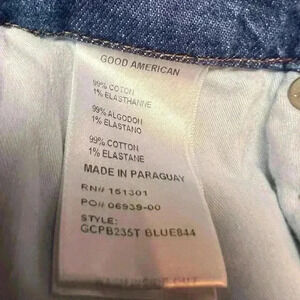 GOOD AMERICAN
99% COTON
1% ELASTHANNE
99% ALGODON
1% ELASTANO
99% COTTON
1% ELASTANE
MADE IN PARAGUAY
RN# 151301
PO# 06939-00
STYLE:
GCPB235T BLUE844